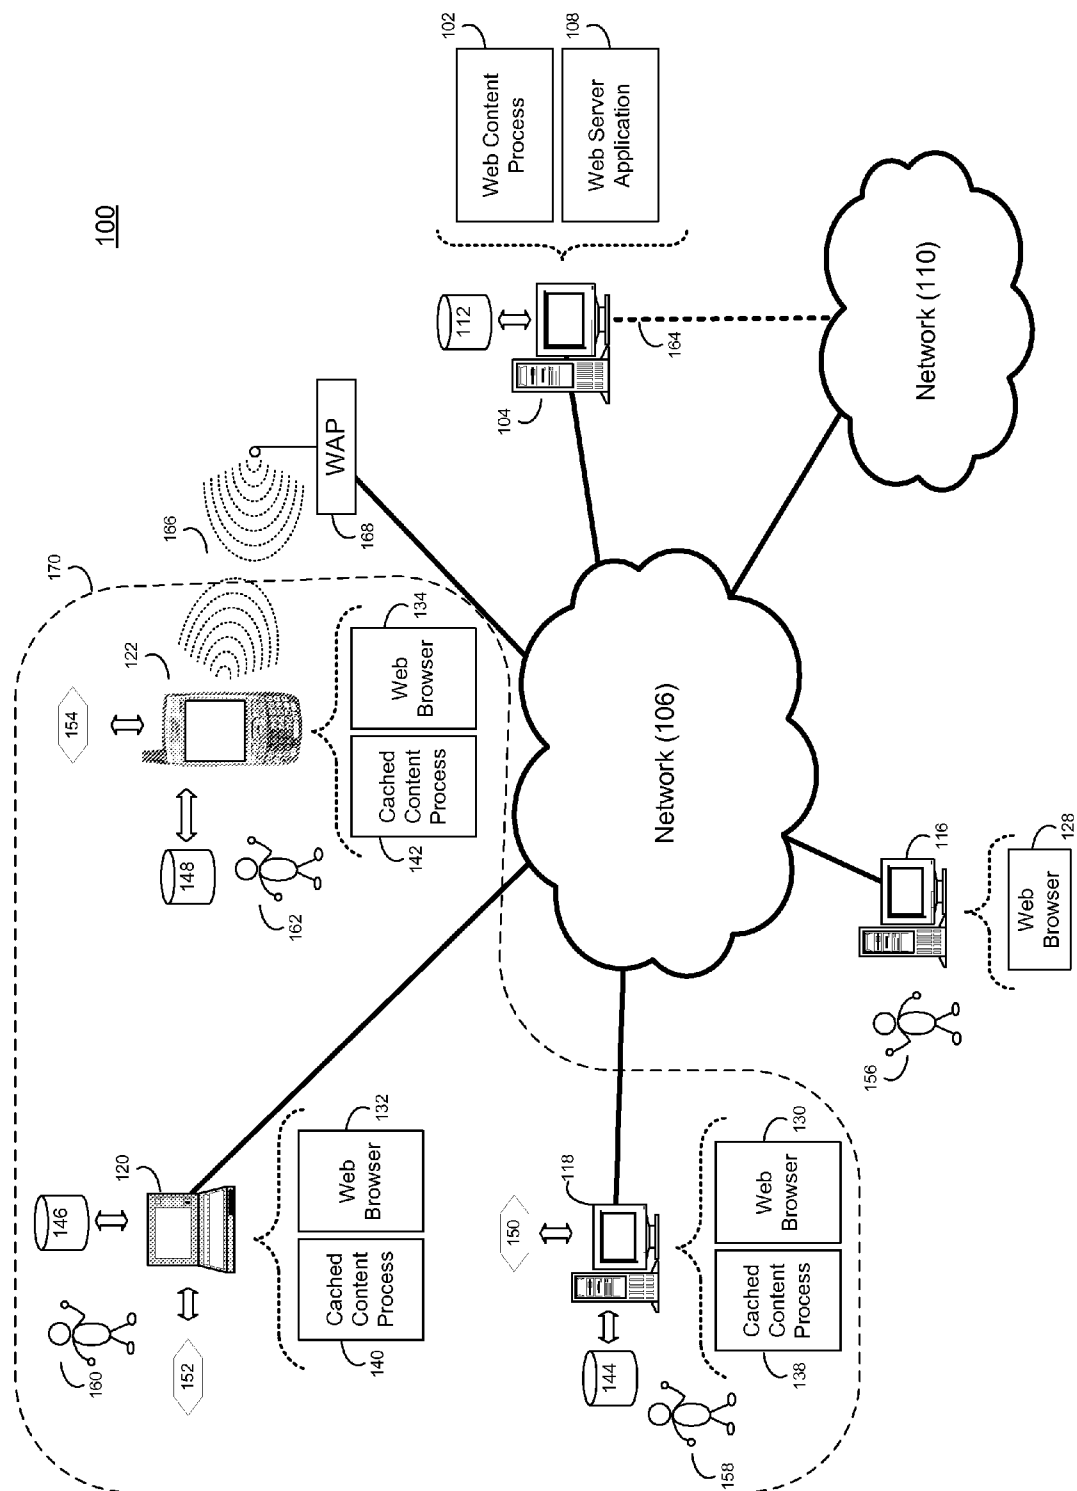 100
160
146
120
152
132
Web
Browser
Cached
Content
Process
140
150
118
144
158
130
Web
Browser
Cached
Content
Process
138
170
154
122
148
162
134
Web
Browser
Cached
Content
Process
142
166
WAP
168
102
Web Content
Process
108
Web Server
Application
112
104
164
Network (106)
Network (110)
116
156
128
Web
Browser